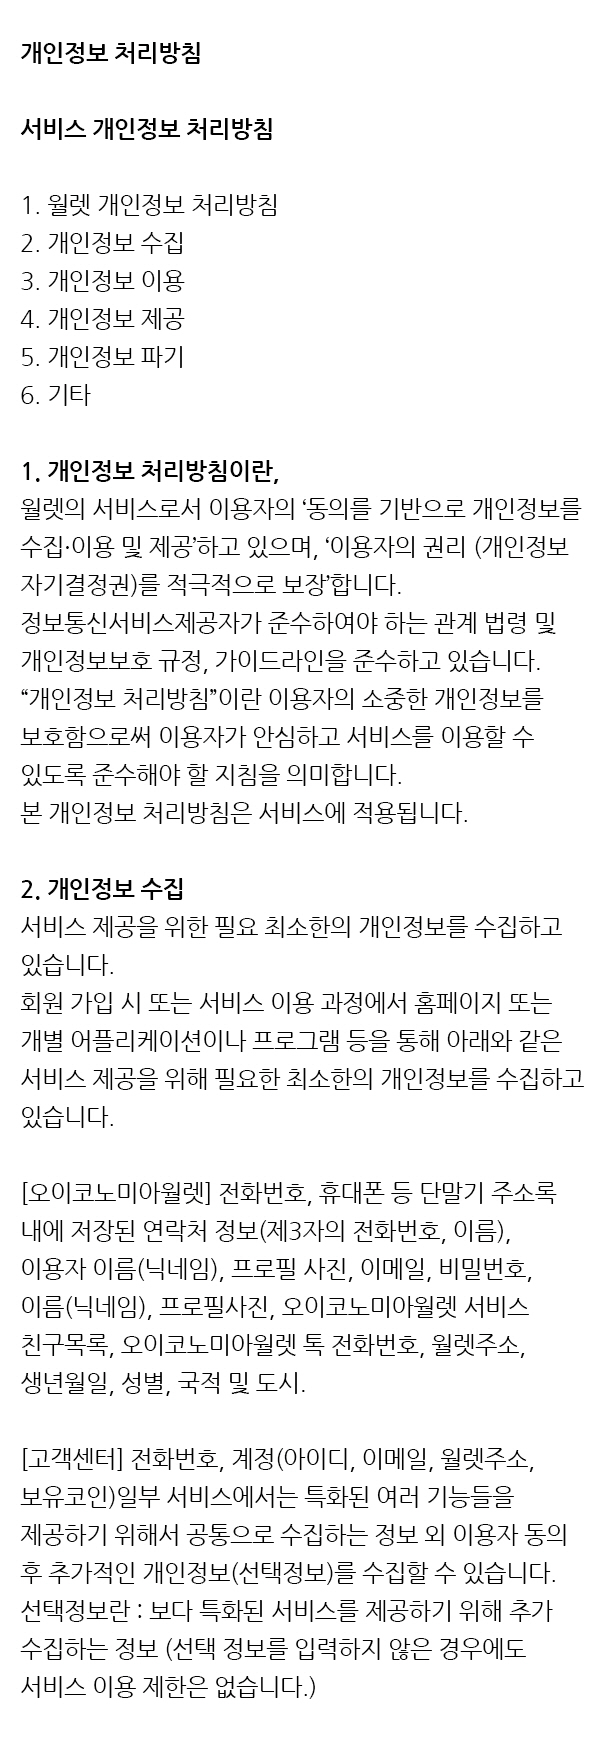 개인정보 처리방침
서비스 개인정보 처리방침
1. 월렛 개인정보 처리방침
2. 개인정보 수집
3. 개인정보 이용
4. 개인정보 제공
5. 개인정보 파기
6. 기타
1. 개인정보 처리방침이란,
월렛의 서비스로서 이용자의 ‘동의를 기반으로 개인정보를
수집·이용 및 제공’하고 있으며, ‘이용자의 권리 (개인정보
자기결정권)를 적극적으로 보장’합니다.
정보통신서비스제공자가 준수하여야 하는 관계 법령 및
개인정보보호 규정, 가이드라인을 준수하고 있습니다.
“개인정보 처리방침”이란 이용자의 소중한 개인정보를
보호함으로써 이용자가 안심하고 서비스를 이용할 수
있도록 준수해야 할 지침을 의미합니다.
본 개인정보 처리방침은 서비스에 적용됩니다.
2. 개인정보 수집
서비스 제공을 위한 필요 최소한의 개인정보를 수집하고
있습니다.
회원 가입 시 또는 서비스 이용 과정에서 홈페이지 또는
개별 어플리케이션이나 프로그램 등을 통해 아래와 같은
서비스 제공을 위해 필요한 최소한의 개인정보를 수집하고
있습니다.
[오이코노미아월렛] 전화번호, 휴대폰 등 단말기 주소록
내에 저장된 연락처 정보(제3자의 전화번호, 이름),
이용자 이름(닉네임), 프로필 사진, 이메일, 비밀번호,
이름(닉네임), 프로필사진, 오이코노미아월렛 서비스
친구목록, 오이코노미아월렛 톡 전화번호, 월렛주소,
생년월일, 성별, 국적 및 도시.
[고객센터] 전화번호, 계정(아이디, 이메일, 월렛주소,
보유코인)일부 서비스에서는 특화된 여러 기능들을
제공하기 위해서 공통으로 수집하는 정보 외 이용자 동의
후 추가적인 개인정보(선택정보)를 수집할 수 있습니다.
선택정보란 : 보다 특화된 서비스를 제공하기 위해 추가
수집하는 정보 (선택 정보를 입력하지 않은 경우에도
서비스 이용 제한은 없습니다.)